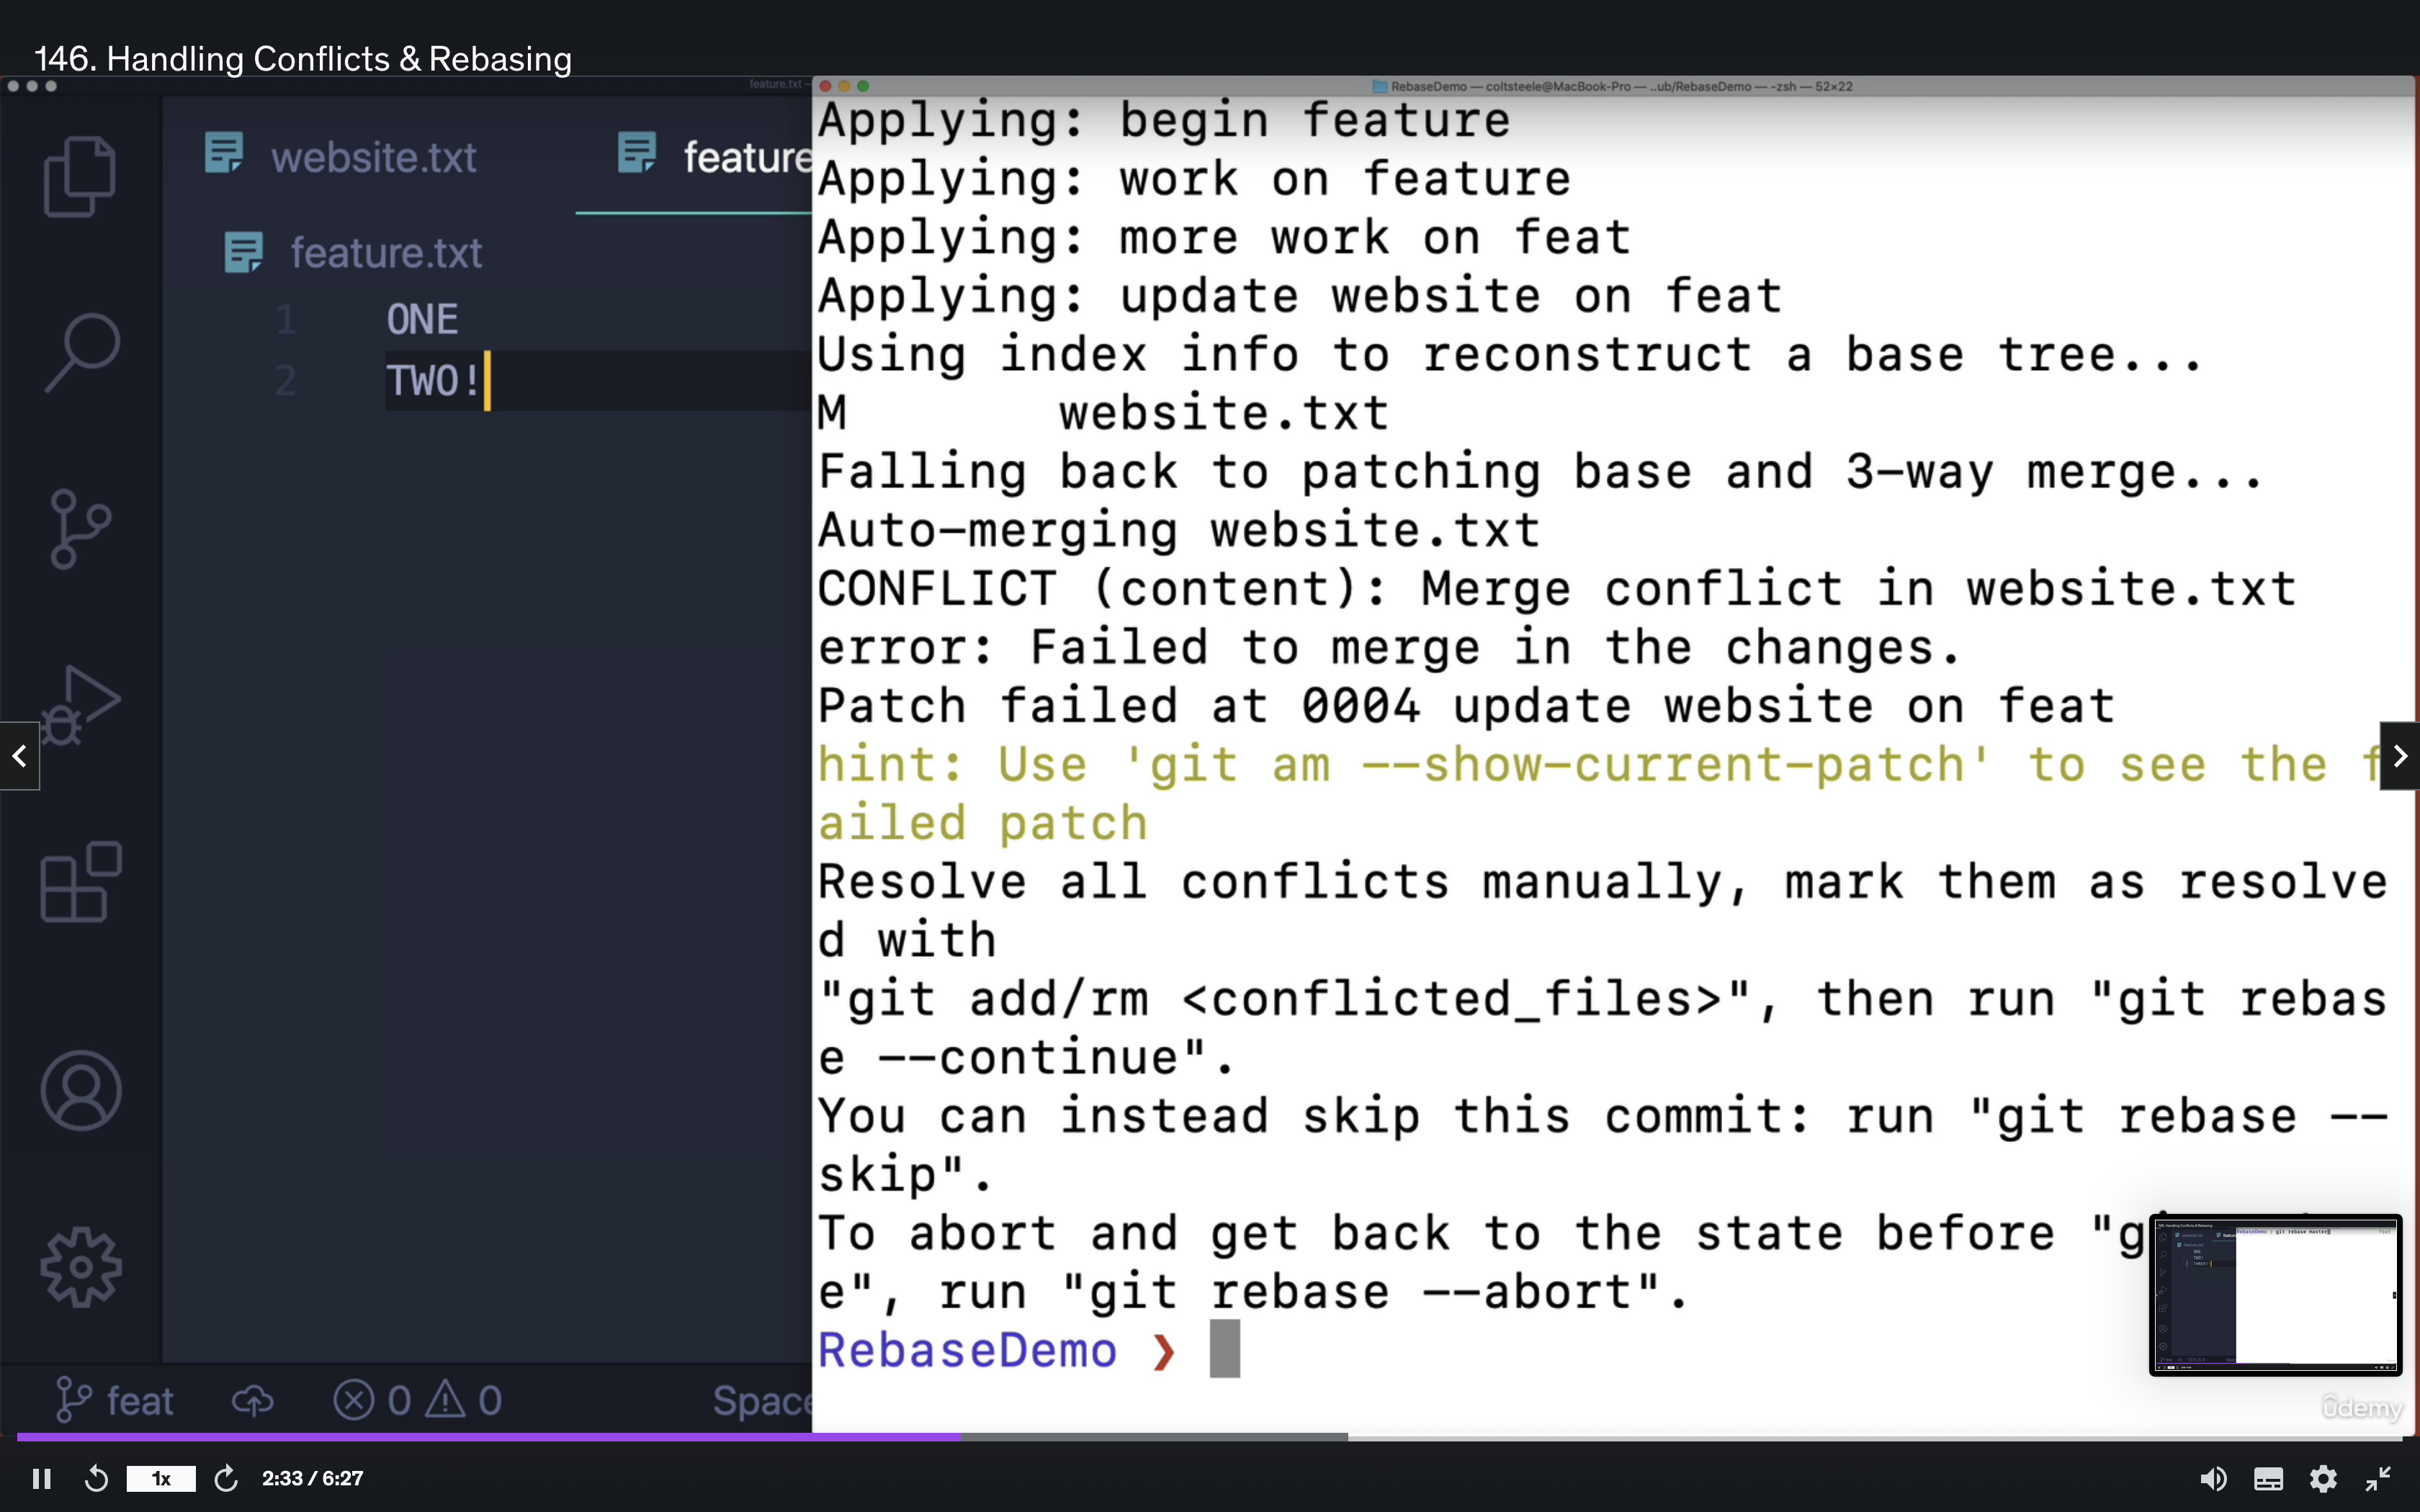 146. Handling Conflicts & Rebasing
feature.txt —
RebaseDemo — coltsteele@MacBook-Pro — ..ub/RebaseDemo — -zsh — 52×22
website.txt
feature
feature.txt
1 ONE
2 TWO!
Applying: begin feature
Applying: work on feature
Applying: more work on feat
Applying: update website on feat
Using index info to reconstruct a base tree...
M website.txt
Falling back to patching base and 3-way merge...
Auto-merging website.txt
CONFLICT (content): Merge conflict in website.txt
error: Failed to merge in the changes.
Patch failed at 0004 update website on feat
hint: Use 'git am --show-current-patch' to see the f
ailed patch
Resolve all conflicts manually, mark them as resolve
d with
"git add/rm <conflicted_files>", then run "git rebas
e --continue".
You can instead skip this commit: run "git rebase --
skip".
To abort and get back to the state before "g
e", run "git rebase --abort".
RebaseDemo ❯
RebaseDemo ❯ git rebase master
feat
feat 0 0 Space
ûdemy
1x 2:33 / 6:27